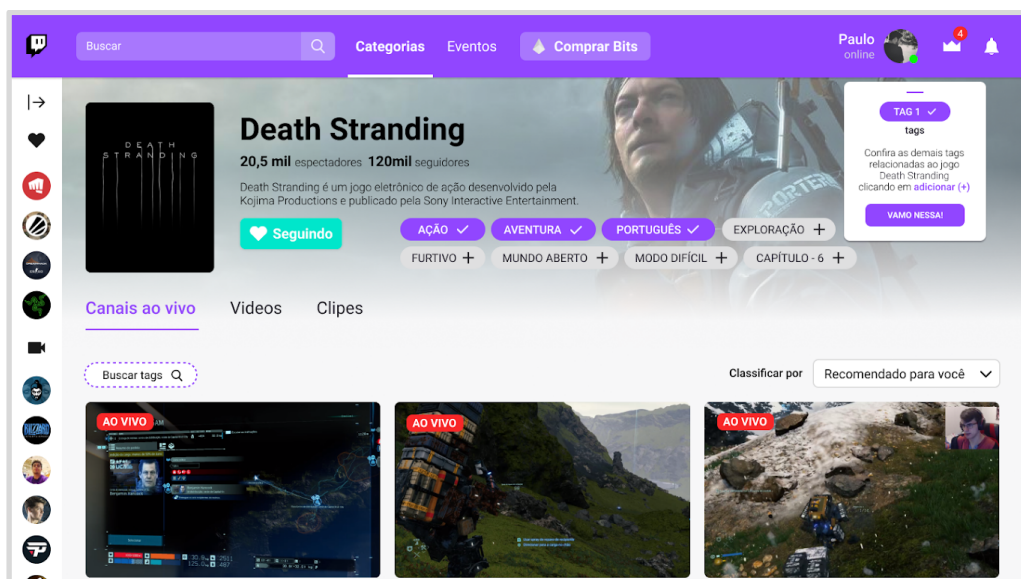 Buscar
Categorias
Eventos
Comprar Bits
Paulo
online
4
DEATH
STRANDING
Death Stranding
20,5 mil espectadores 120mil seguidores
Death Stranding é um jogo eletrônico de ação desenvolvido pela
Kojima Productions e publicado pela Sony Interactive Entertainment.
Seguindo
AÇÃO
AVENTURA
PORTUGUÊS
EXPLORAÇÃO +
FURTIVO +
MUNDO ABERTO +
MODO DIFÍCIL +
CAPÍTULO - 6 +
PORTER
TAG 1
tags
Confira as demais tags
relacionadas ao jogo
Death Stranding
clicando em adicionar (+)
VAMO NESSA!
Canais ao vivo
Videos
Clipes
Buscar tags
Classificar por
Recomendado para você
AO VIVO
AO VIVO
AO VIVO